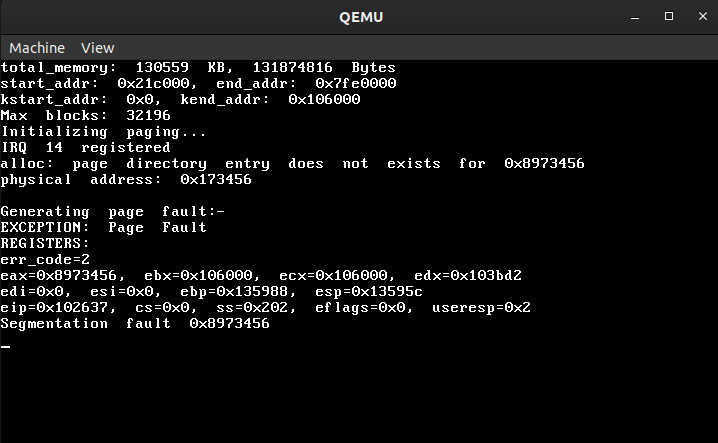 QEMU
Machine View
total_memory: 130559 KB, 131874816 Bytes
start_addr: 0x21c000, end_addr: 0x7fe0000
kstart_addr: 0x0, kend_addr: 0x106000
Max blocks: 32196
Initializing paging...
IRQ 14 registered
alloc: page directory entry does not exists for 0x8973456
physical address: 0x173456
Generating page fault:-
EXCEPTION: Page Fault
REGISTERS:
err_code=2
eax=0x8973456, ebx=0x106000, ecx=0x106000, edx=0x103bd2
edi=0x0, esi=0x0, ebp=0x135988, esp=0x13595c
eip=0x102637, cs=0x0, ss=0x202, eflags=0x0, useresp=0x2
Segmentation fault 0x8973456